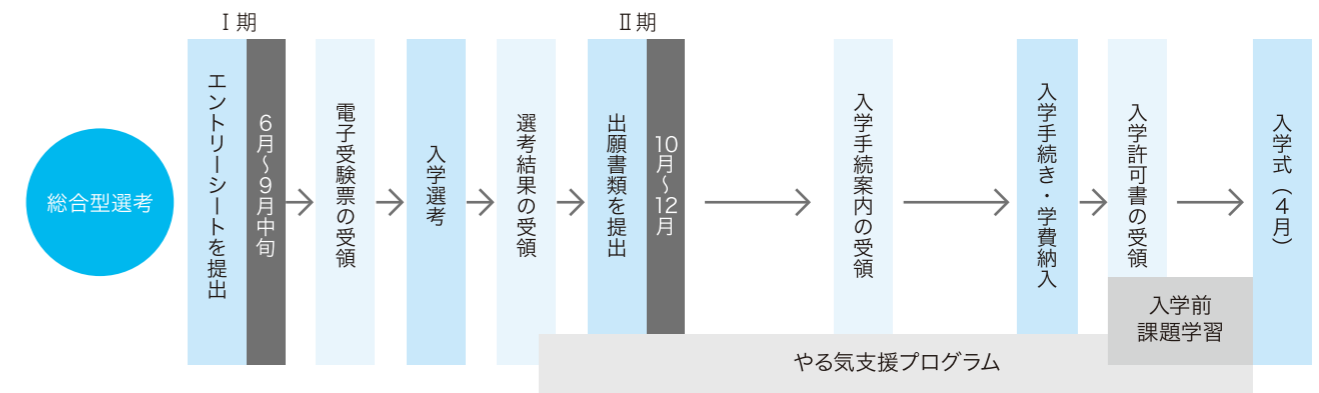 Ⅰ期
Ⅱ期
総合型選考
エントリーシートを提出
6月〜9月中旬
電子受験票の受領
入学選考
選考結果の受領
出願書類を提出
10月〜12月
入学手続案内の受領
入学手続き・学費納入
入学許可書の受領
入学式（4月）
入学前
課題学習
やる気支援プログラム